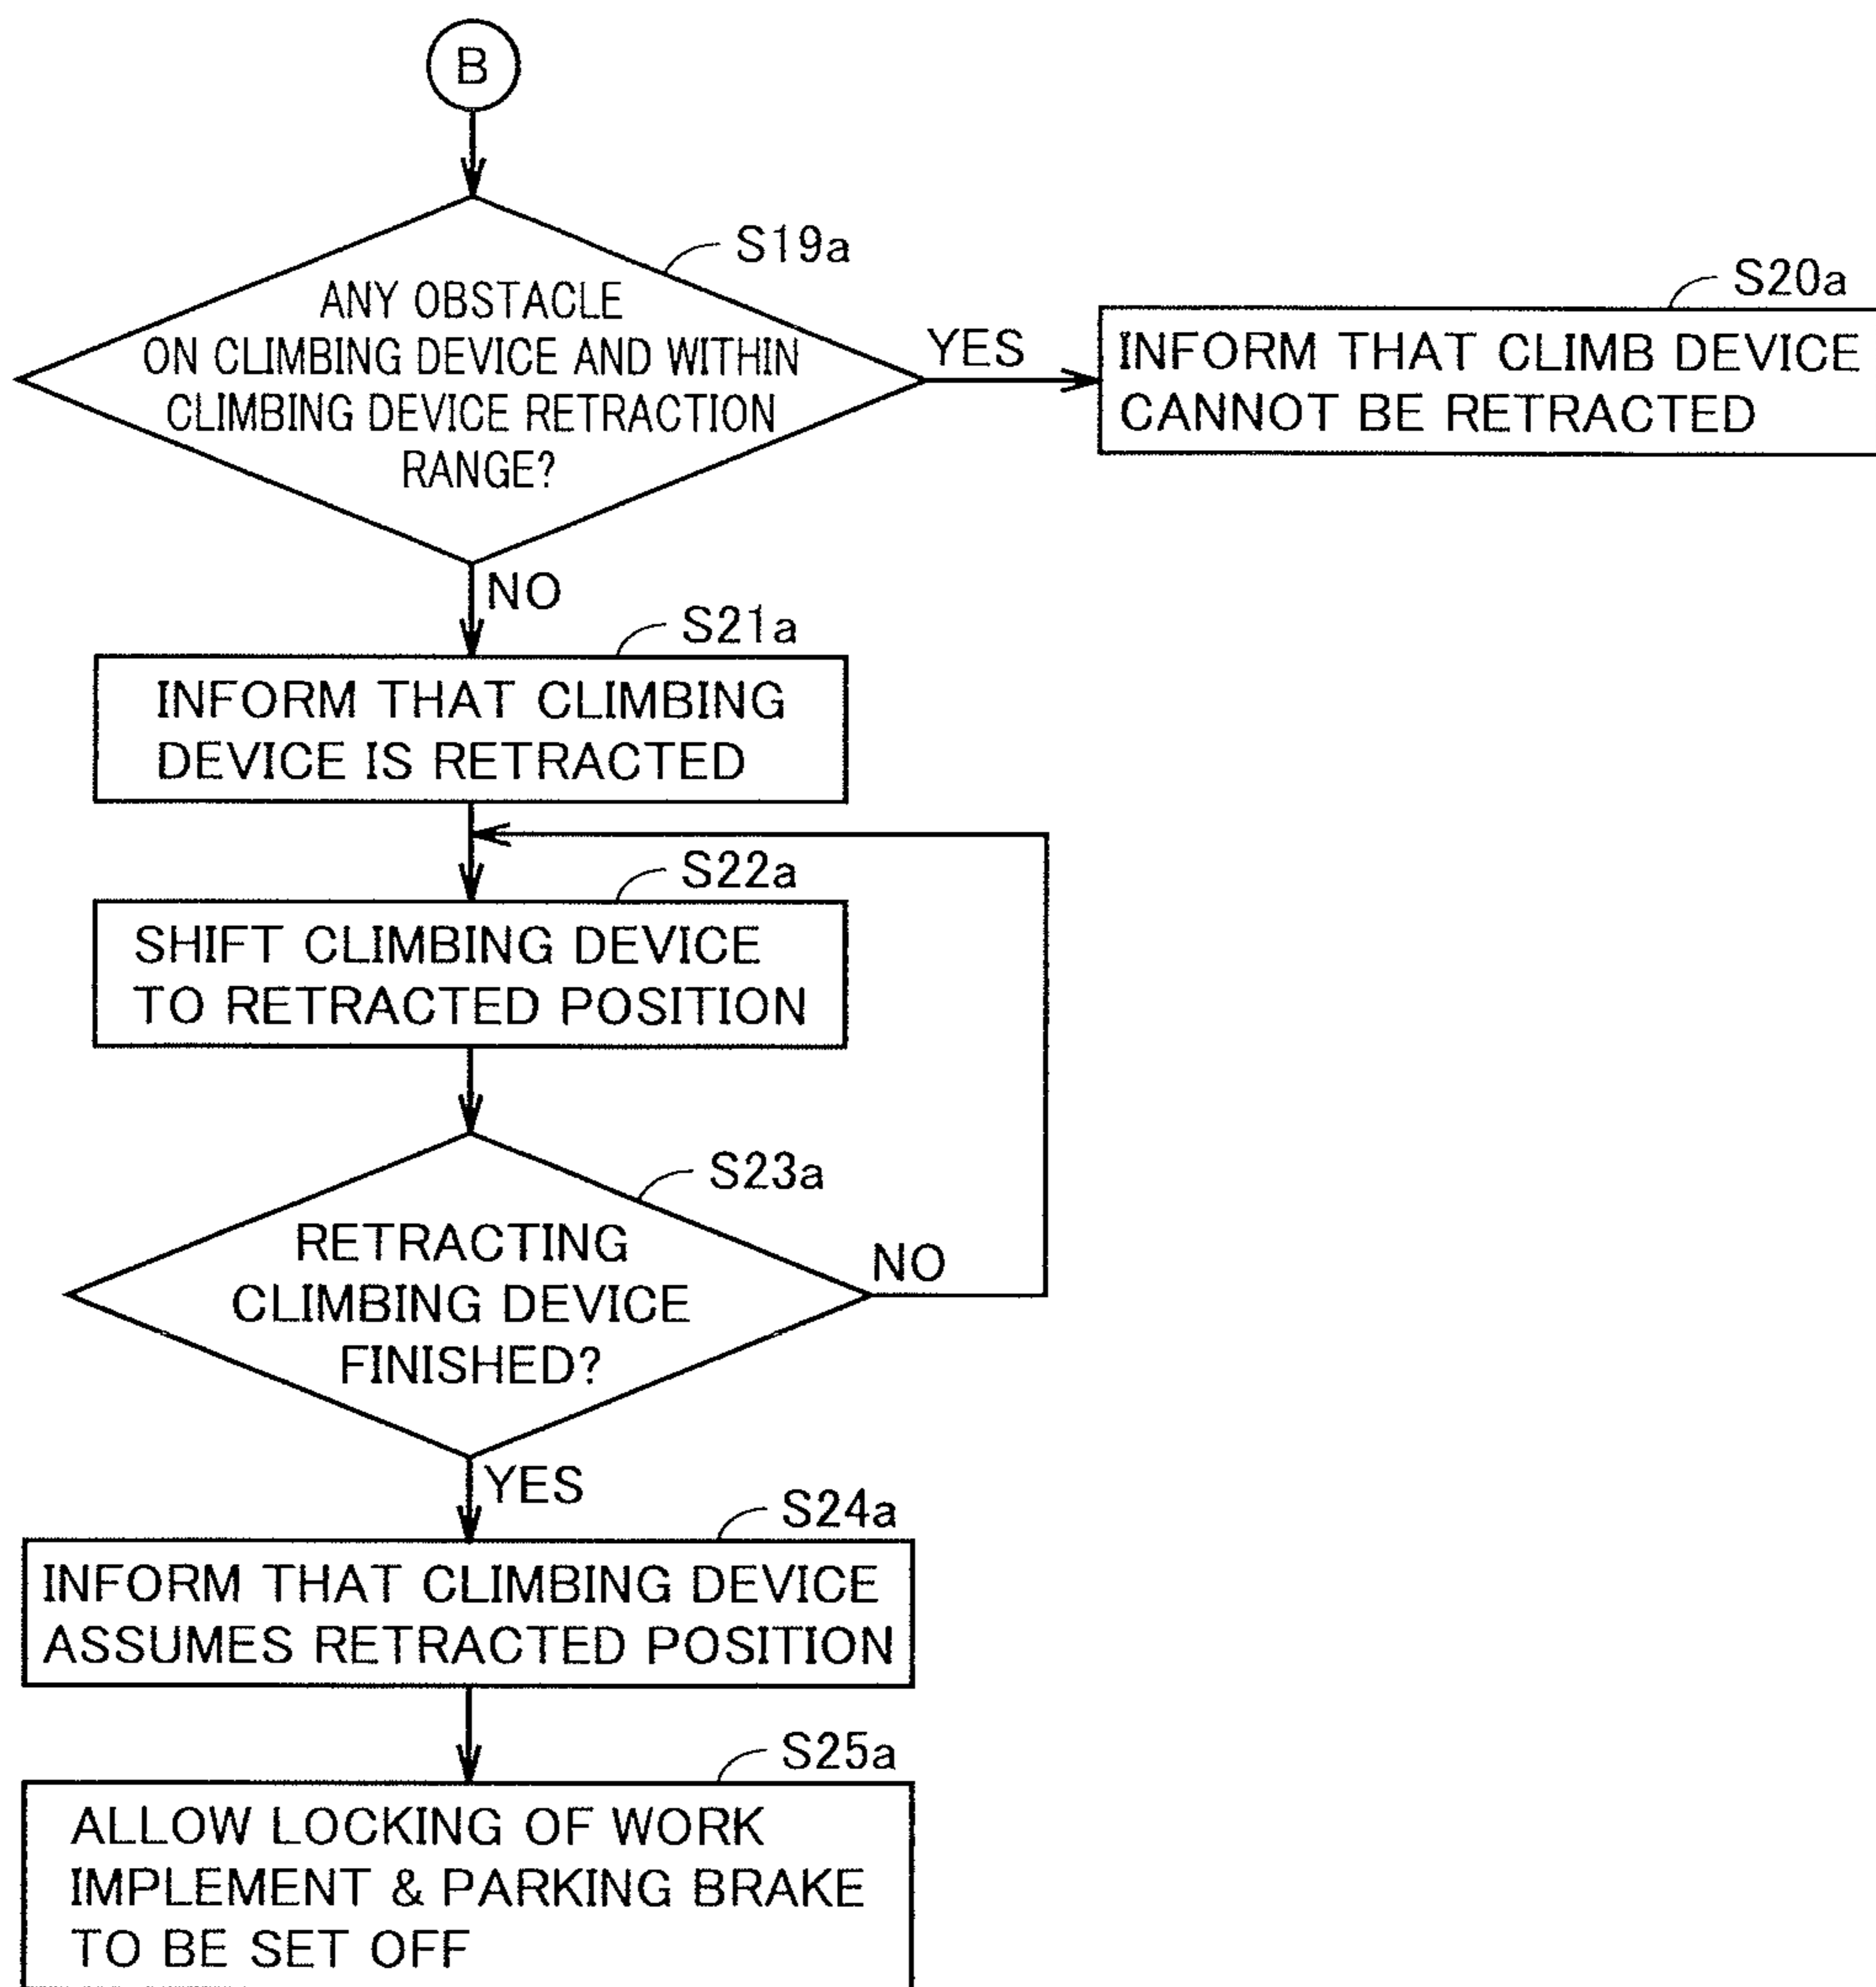 B
S19a
ANY OBSTACLE
ON CLIMBING DEVICE AND WITHIN
CLIMBING DEVICE RETRACTION
RANGE?
YES
S20a
INFORM THAT CLIMB DEVICE
CANNOT BE RETRACTED
NO
S21a
INFORM THAT CLIMBING
DEVICE IS RETRACTED
S22a
SHIFT CLIMBING DEVICE
TO RETRACTED POSITION
S23a
RETRACTING
CLIMBING DEVICE
FINISHED?
NO
YES
S24a
INFORM THAT CLIMBING DEVICE
ASSUMES RETRACTED POSITION
S25a
ALLOW LOCKING OF WORK
IMPLEMENT & PARKING BRAKE
TO BE SET OFF